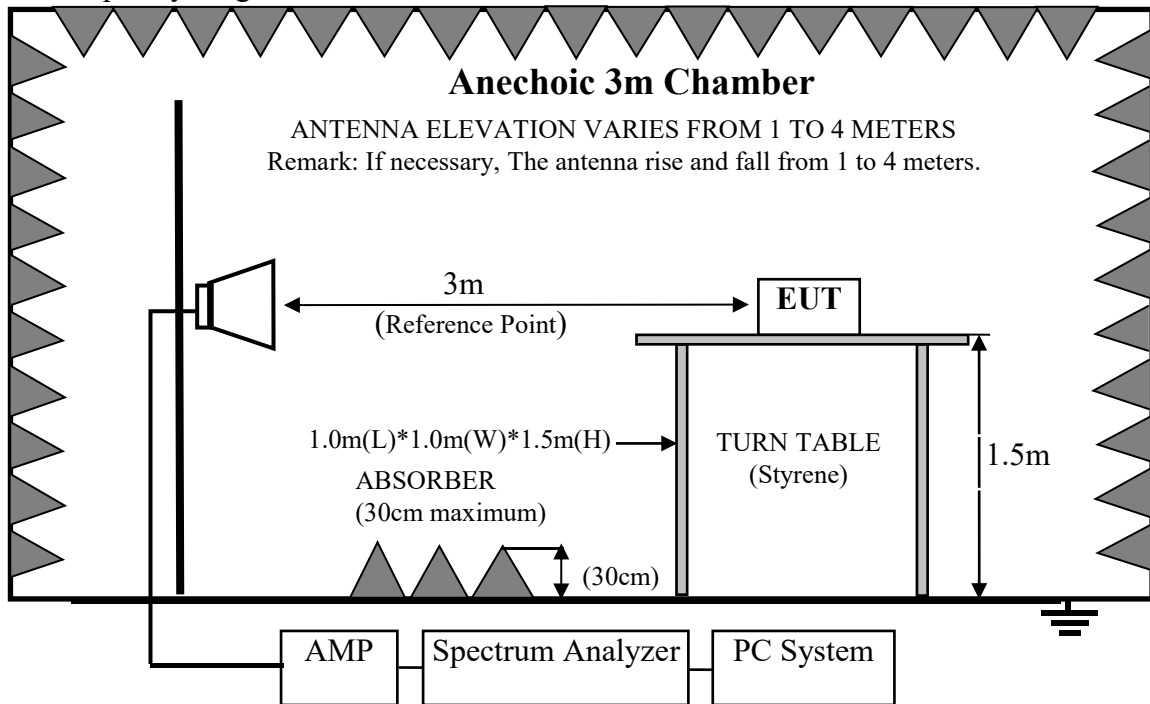 Anechoic 3m Chamber
ANTENNA ELEVATION VARIES FROM 1 TO 4 METERS
Remark: If necessary, The antenna rise and fall from 1 to 4 meters.
3m
(Reference Point)
EUT
1.0m(L)*1.0m(W)*1.5m(H)
TURN TABLE
(Styrene)
1.5m
ABSORBER
(30cm maximum)
(30cm)
AMP
Spectrum Analyzer
PC System